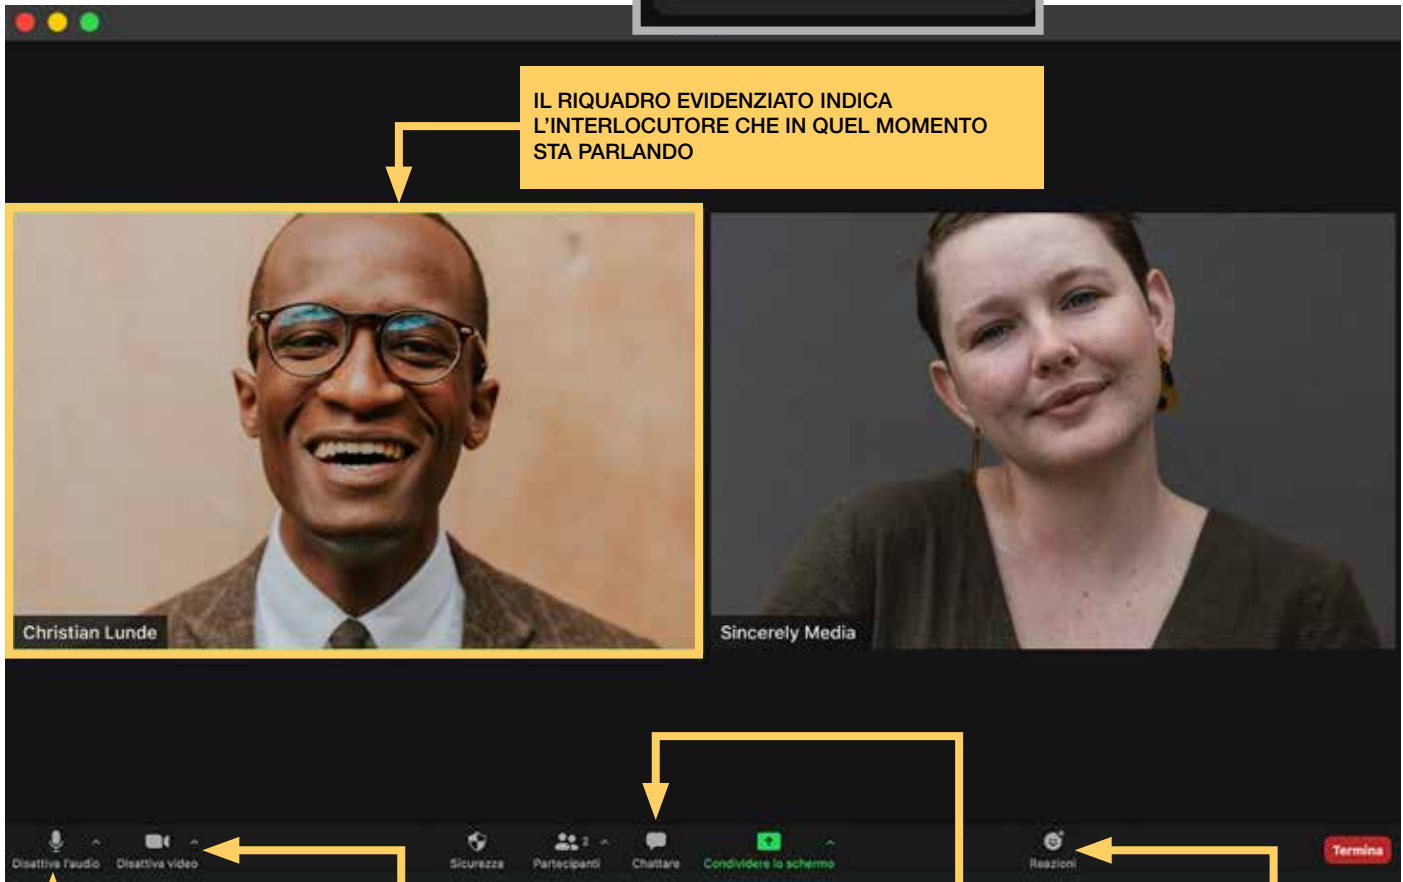 IL RIQUADRO EVIDENZIATO INDICA
L'INTERLOCUTORE CHE IN QUEL MOMENTO
STA PARLANDO
Christian Lunde
Sincerely Media
Disattiva l'audio
Disattiva video
Sicurezza
Partecipanti
2
Chattare
Condividere lo schermo
Reazioni
Termina